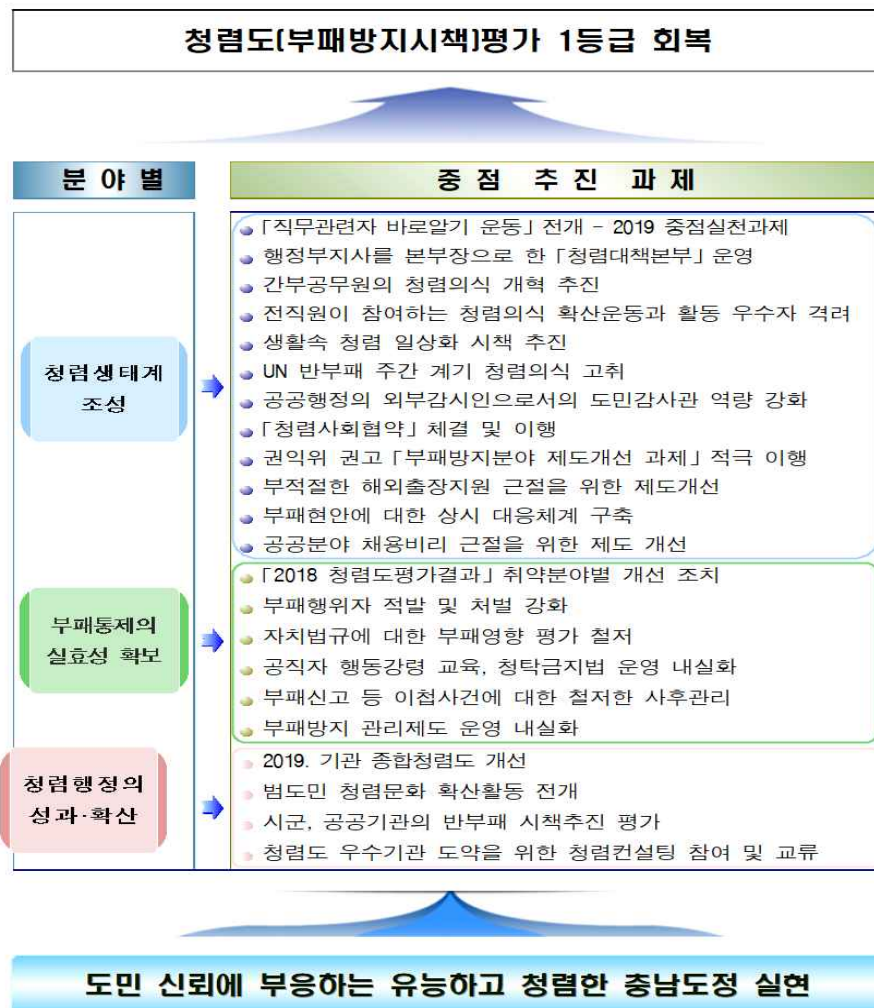 청렴도(부패방지시책)평가 1등급 회복
분 야 별
중 점 추 진 과 제
청렴생태계
조성
「직무관련자 바로알기 운동」 전개 - 2019 중점실천과제
행정부지사를 본부장으로 한 「청렴대책본부」 운영
간부공무원의 청렴의식 개혁 추진
전직원이 참여하는 청렴의식 확산운동과 활동 우수자 격려
생활속 청렴 일상화 시책 추진
UN 반부패 주간 계기 청렴의식 고취
공공행정의 외부감시인으로서의 도민감사관 역량 강화
「청렴사회협약」 체결 및 이행
권익위 권고 「부패방지분야 제도개선 과제」 적극 이행
부적절한 해외출장지원 근절을 위한 제도개선
부패현안에 대한 상시 대응체계 구축
공공분야 채용비리 근절을 위한 제도 개선
부패통제의
실효성 확보
「2018 청렴도평가결과」 취약분야별 개선 조치
부패행위자 적발 및 처벌 강화
자치법규에 대한 부패영향 평가 철저
공직자 행동강령 교육, 청탁금지법 운영 내실화
부패신고 등 이첩사건에 대한 철저한 사후관리
부패방지 관리제도 운영 내실화
청렴행정의
성과·확산
2019. 기관 종합청렴도 개선
범도민 청렴문화 확산활동 전개
시군, 공공기관의 반부패 시책추진 평가
청렴도 우수기관 도약을 위한 청렴컨설팅 참여 및 교류
도민 신뢰에 부응하는 유능하고 청렴한 충남도정 실현